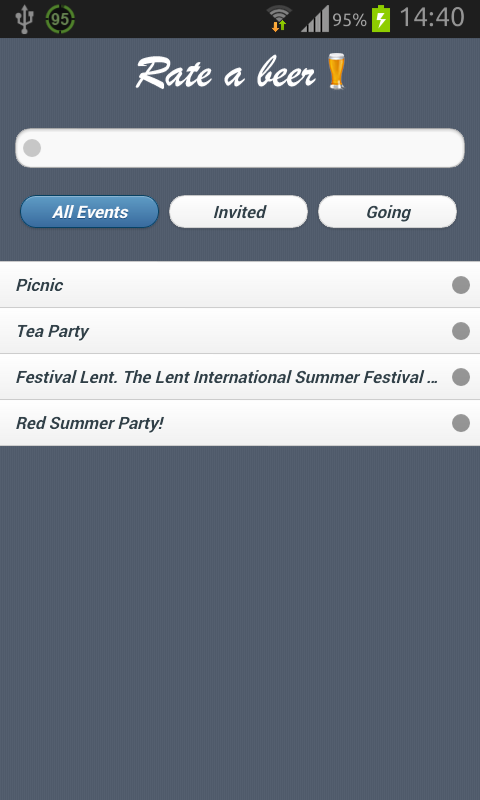 95 95% 14:40
Rate a beer
All Events Invited Going
Picnic
Tea Party
Festival Lent. The Lent International Summer Festival ...
Red Summer Party!